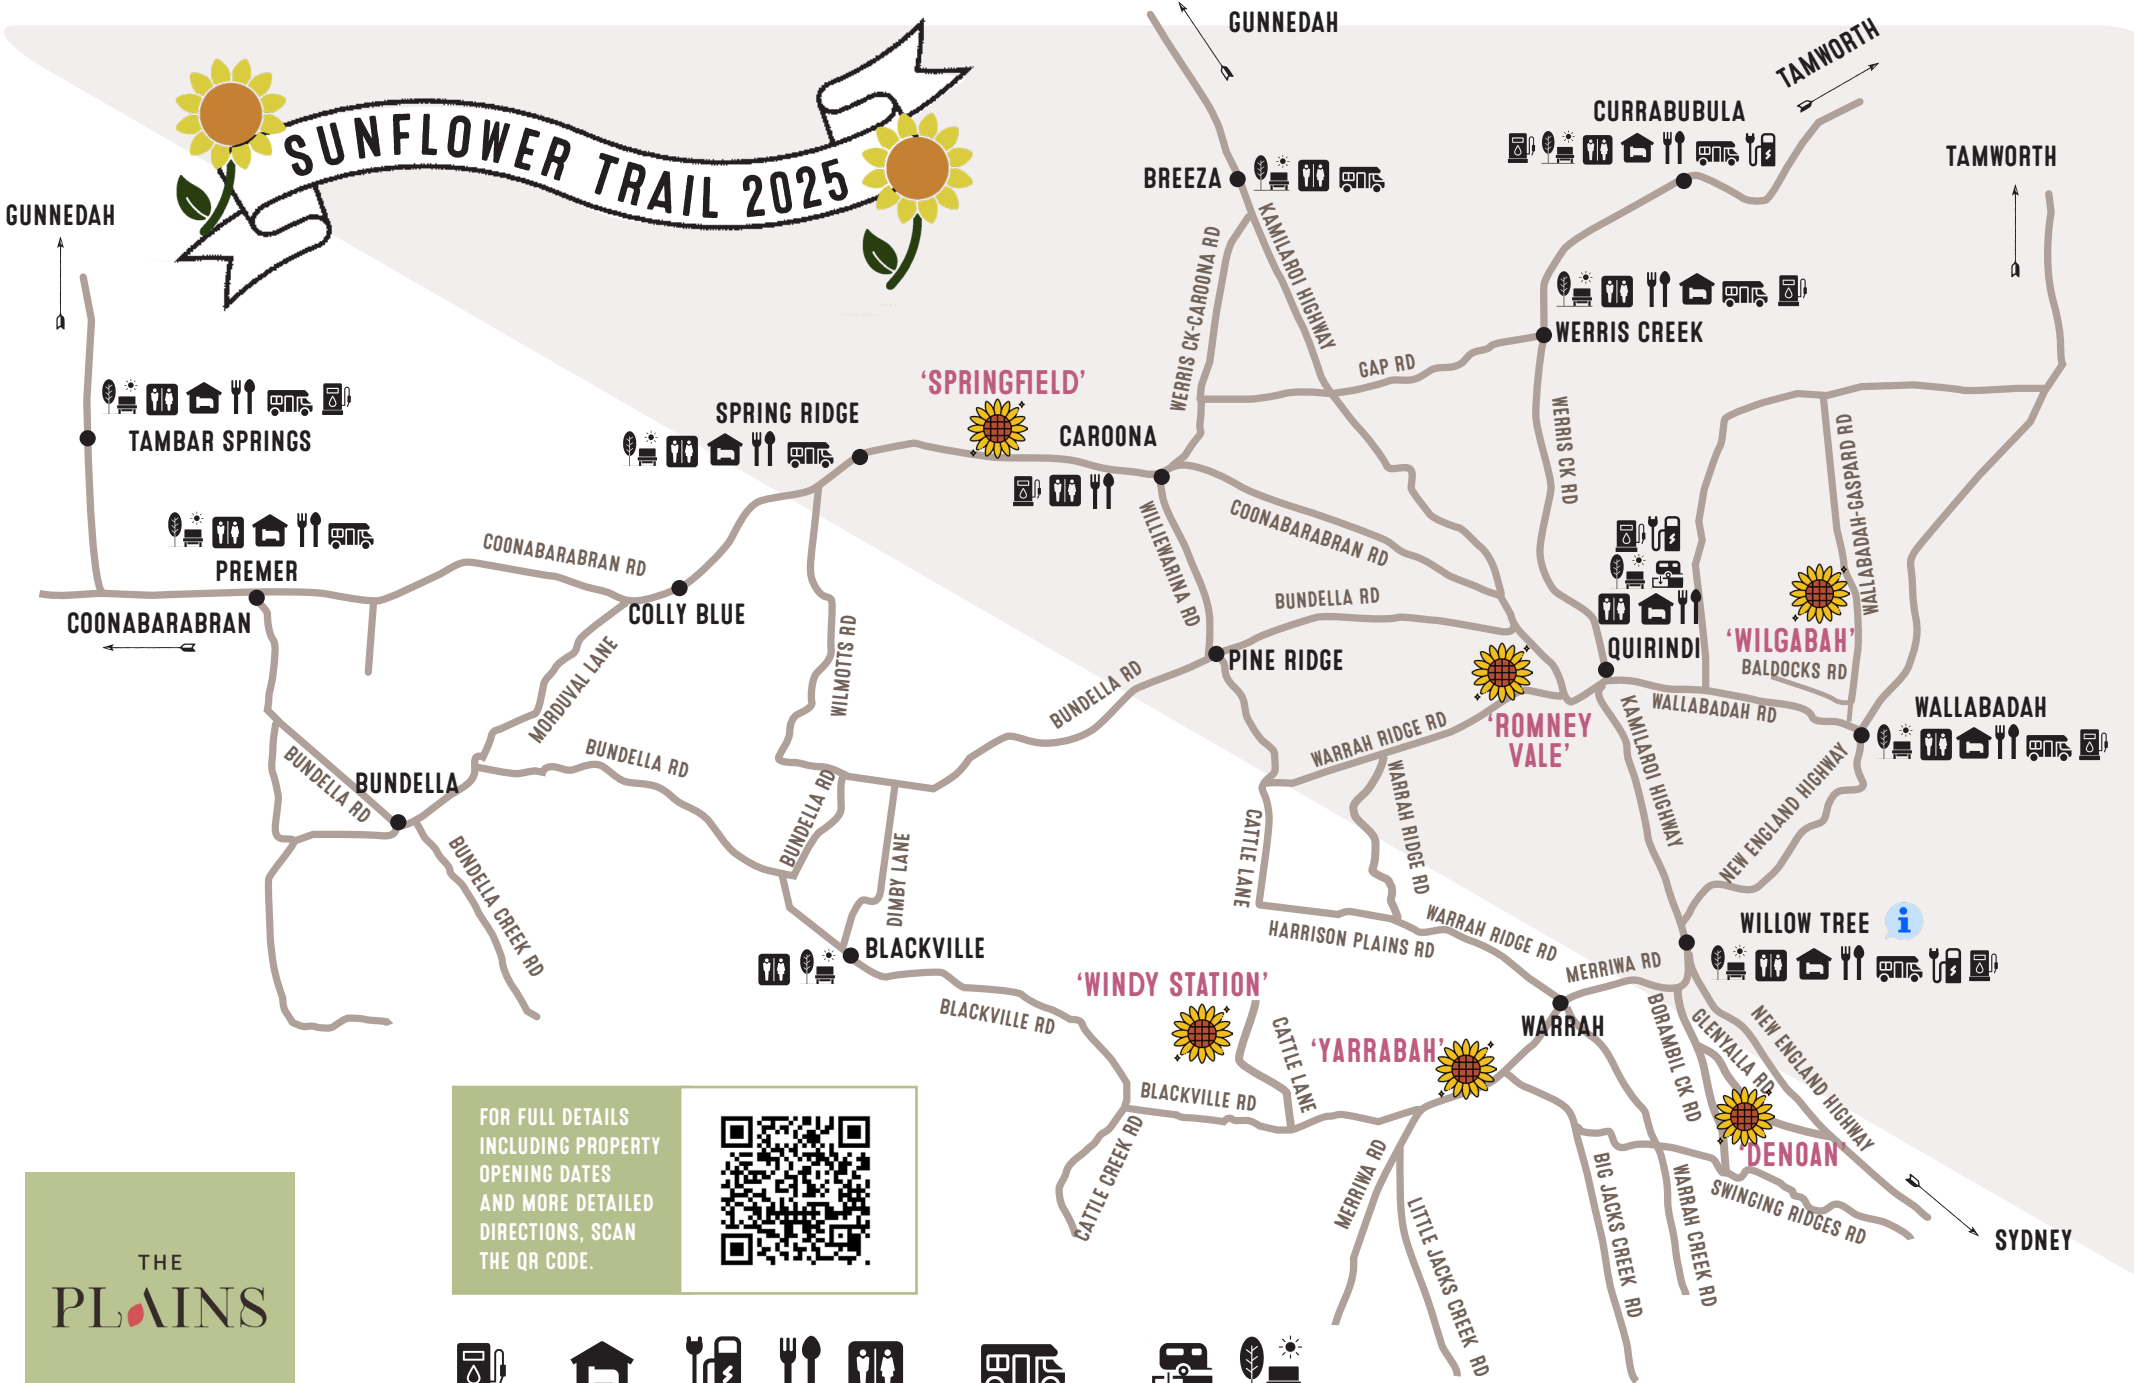 SUNFLOWER TRAIL 2025
GUNNEDAH
GUNNEDAH
TAMWORTH
CURRABUBULA
TAMWORTH
BREEZA
KAMILAROI HIGHWAY
WERRIS CK-CAROONA RD
WERRIS CREEK
GAP RD
'SPRINGFIELD'
SPRING RIDGE
CAROONA
WERRIS CK RD
WALLABADAH-GASPARD RD
TAMBAR SPRINGS
COONABARABRAN RD
WILLIEWARINA RD
COONABARABRAN RD
PREMER
COONABARABRAN
COLLY BLUE
BUNDELLA RD
QUIRINDI
'WILGABAH'
BALDOCKS RD
PINE RIDGE
WILMOTTS RD
MORDUVAL LANE
BUNDELLA RD
WALLABADAH RD
WALLABADAH
'ROMNEY
VALE'
WARRAH RIDGE RD
KAMILAROI HIGHWAY
BUNDELLA RD
BUNDELLA
BUNDELLA RD
BUNDELLA RD
WARRAH RIDGE RD
NEW ENGLAND HIGHWAY
CATTLE LANE
DIMBY LANE
BUNDELLA CREEK RD
BLACKVILLE
HARRISON PLAINS RD
WARRAH RIDGE RD
WILLOW TREE
i
MERRIWA RD
'WINDY STATION'
BLACKVILLE RD
WARRAH
CATTLE LANE
'YARRABAH'
BORAMBIL CK RD
GLENYALLA RD
NEW ENGLAND HIGHWAY
BLACKVILLE RD
'DENOAN'
CATTLE CREEK RD
MERRIWA RD
LITTLE JACKS CREEK RD
BIG JACKS CREEK RD
WARRAH CREEK RD
SWINGING RIDGES RD
SYDNEY
FOR FULL DETAILS
INCLUDING PROPERTY
OPENING DATES
AND MORE DETAILED
DIRECTIONS, SCAN
THE QR CODE.
THE
PLAINS